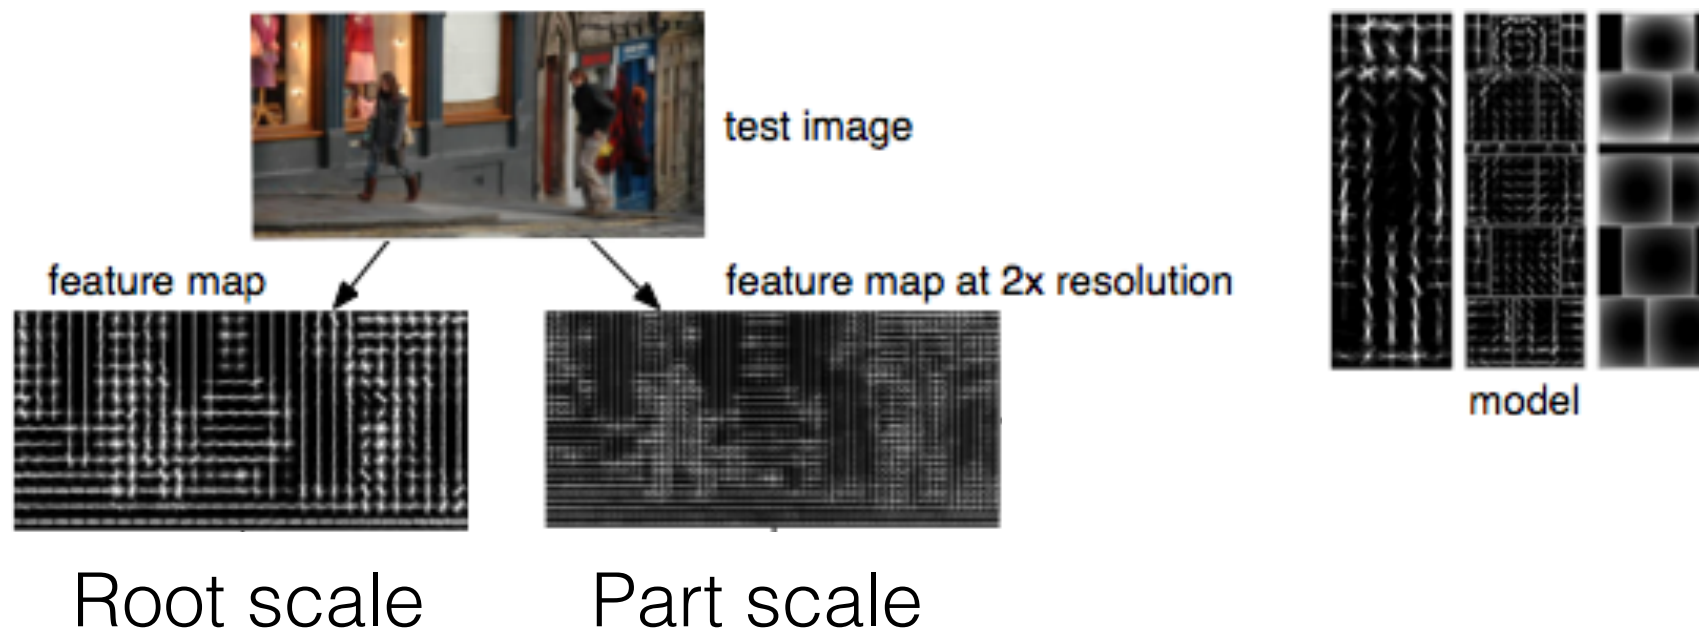 test image
feature map
feature map at 2x resolution
model
Root scale
Part scale